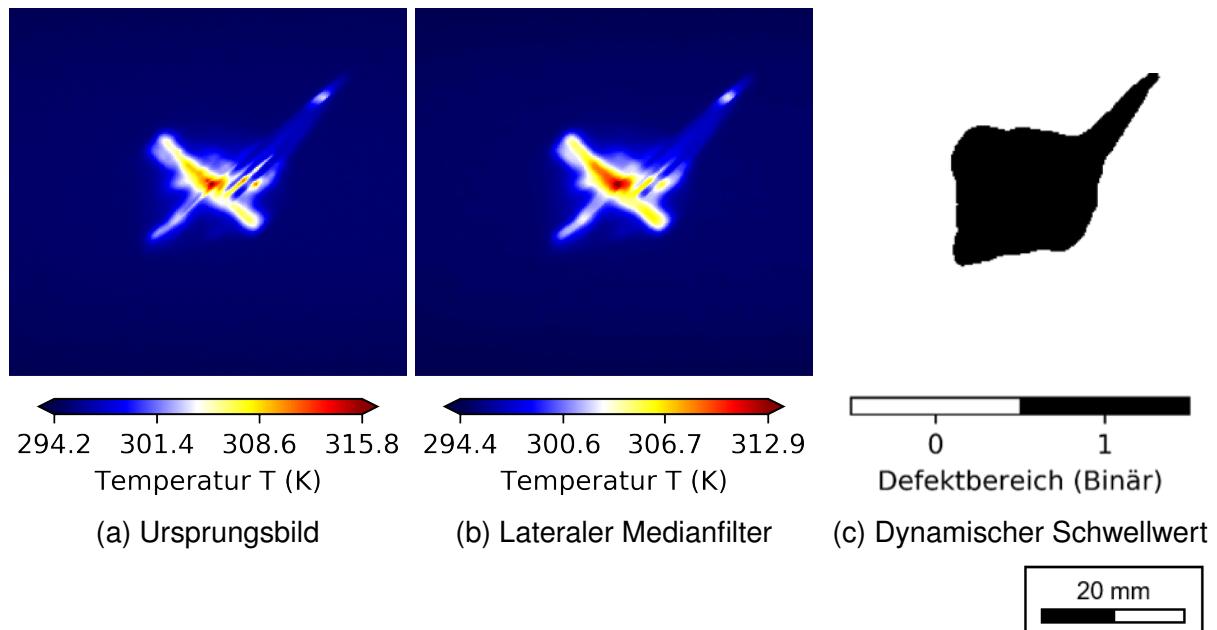 294.2 301.4 308.6 315.8
Temperatur T (K)
(a) Ursprungsbild
294.4 300.6 306.7 312.9
Temperatur T (K)
(b) Lateraler Medianfilter
0 1
Defektbereich (Binär)
(c) Dynamischer Schwellwert
20 mm